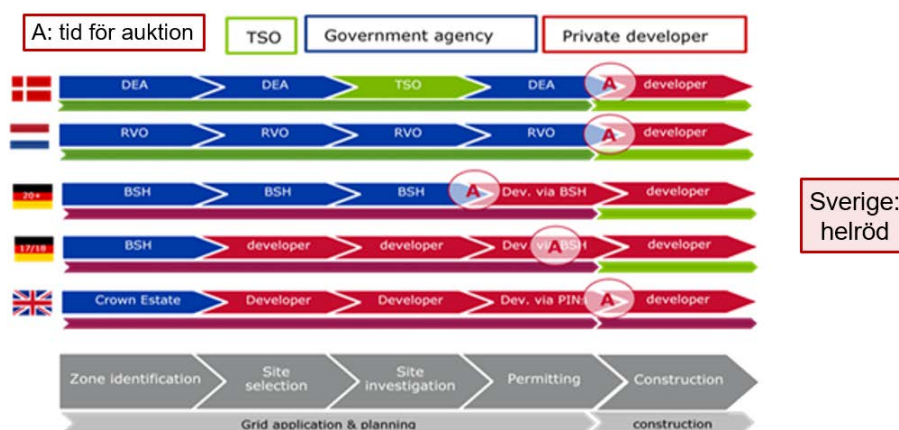 A: tid för auktion
TSO
Government agency
Private developer
DEA DEA TSO DEA A developer
RVO RVO RVO RVO A developer
20+ BSH BSH BSH A Dev. via BSH developer
17/18 BSH developer developer Dev. via BSH A developer
Crown Estate Developer Developer Dev. via PINs A developer
Sverige:
helröd
Zone identification
Site
selection
Site
investigation
Permitting
Construction
Grid application & planning
construction